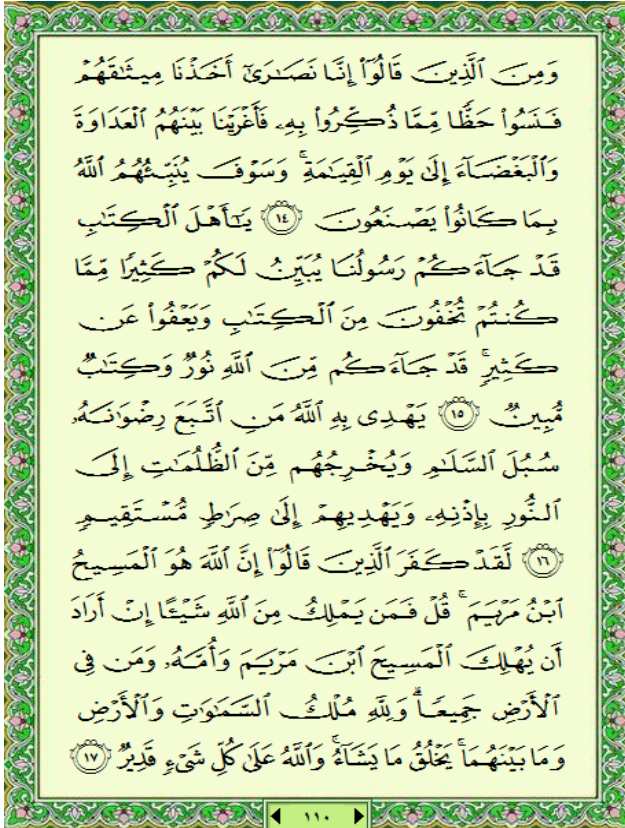 وَمِنَ ٱلَّذِينَ قَالُوٓا۟ إِنَّا نَصَـٰرَىٰٓ أَخَذْنَا مِيثَـٰقَهُمْ
فَنَسُوا۟ حَظًّا مِّمَّا ذُكِّرُوا۟ بِهِۦ فَأَغْرَيْنَا بَيْنَهُمُ ٱلْعَدَاوَةَ
وَٱلْبَغْضَآءَ إِلَىٰ يَوْمِ ٱلْقِيَـٰمَةِ ۚ وَسَوْفَ يُنَبِّئُهُمُ ٱللَّهُ
بِمَا كَانُوا۟ يَصْنَعُونَ ﴿١٤﴾ يَـٰٓأَهْلَ ٱلْكِتَـٰبِ
قَدْ جَآءَكُمْ رَسُولُنَا يُبَيِّنُ لَكُمْ كَثِيرًا مِّمَّا
كُنتُمْ تُخْفُونَ مِنَ ٱلْكِتَـٰبِ وَيَعْفُوا۟ عَن
كَثِيرٍ ۚ قَدْ جَآءَكُم مِّنَ ٱللَّهِ نُورٌ وَكِتَـٰبٌ
مُّبِينٌ ﴿١٥﴾ يَهْدِى بِهِ ٱللَّهُ مَنِ ٱتَّبَعَ رِضْوَٰنَهُۥ
سُبُلَ ٱلسَّلَـٰمِ وَيُخْرِجُهُم مِّنَ ٱلظُّلُمَـٰتِ إِلَى
ٱلنُّورِ بِإِذْنِهِۦ وَيَهْدِيهِمْ إِلَىٰ صِرَٰطٍ مُّسْتَقِيمٍ
﴿١٦﴾ لَّقَدْ كَفَرَ ٱلَّذِينَ قَالُوٓا۟ إِنَّ ٱللَّهَ هُوَ ٱلْمَسِيحُ
ٱبْنُ مَرْيَمَ ۚ قُلْ فَمَن يَمْلِكُ مِنَ ٱللَّهِ شَيْـًٔا إِنْ أَرَادَ
أَن يُهْلِكَ ٱلْمَسِيحَ ٱبْنَ مَرْيَمَ وَأُمَّهُۥ وَمَن فِى
ٱلْأَرْضِ جَمِيعًا ۗ وَلِلَّهِ مُلْكُ ٱلسَّمَـٰوَٰتِ وَٱلْأَرْضِ
وَمَا بَيْنَهُمَا ۚ يَخْلُقُ مَا يَشَآءُ ۚ وَٱللَّهُ عَلَىٰ كُلِّ شَىْءٍ قَدِيرٌ ﴿١٧﴾
١١٠